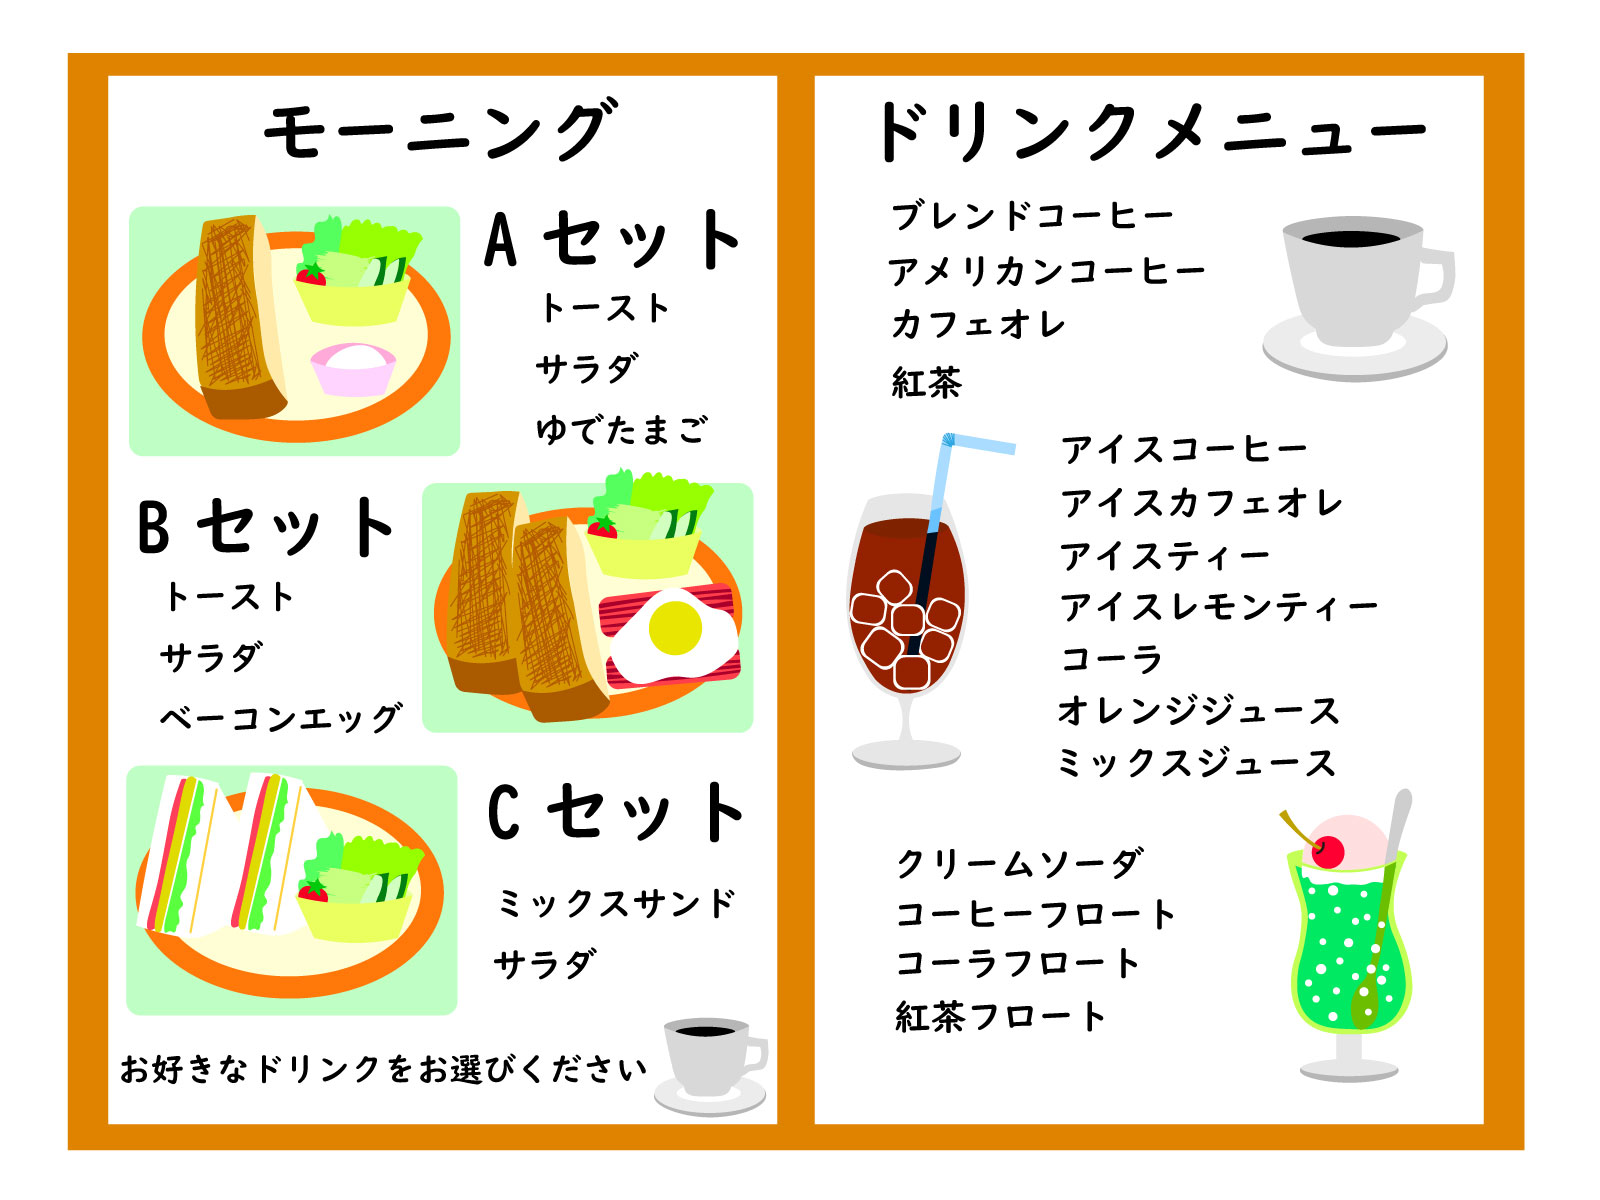 モーニング
A セット
トースト
サラダ
ゆでたまご
B セット
トースト
サラダ
ベーコンエッグ
C セット
ミックスサンド
サラダ
お好きなドリンクをお選びください
ドリンクメニュー
ブレンドコーヒー
アメリカンコーヒー
カフェオレ
紅茶
アイスコーヒー
アイスカフェオレ
アイスティー
アイスレモンティー
コーラ
オレンジジュース
ミックスジュース
クリームソーダ
コーヒーフロート
コーラフロート
紅茶フロート